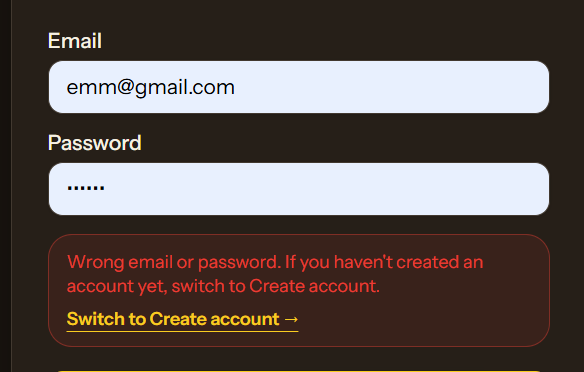 Email
emm@gmail.com
Password
••••••
Wrong email or password. If you haven't created an
account yet, switch to Create account.
Switch to Create account →